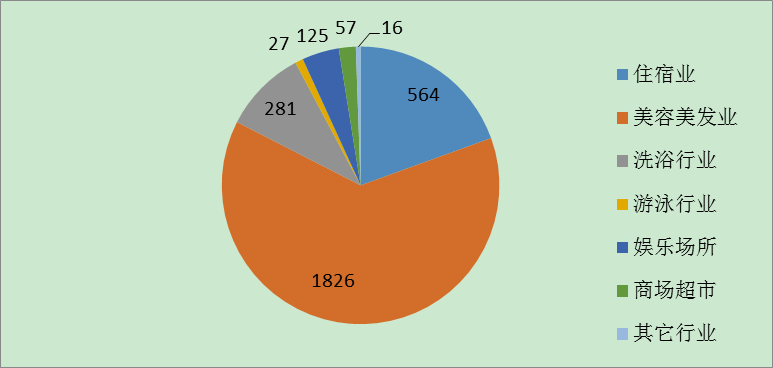 57
16
125
27
564
281
1826
住宿业
美容美发业
洗浴行业
游泳行业
娱乐场所
商场超市
其它行业